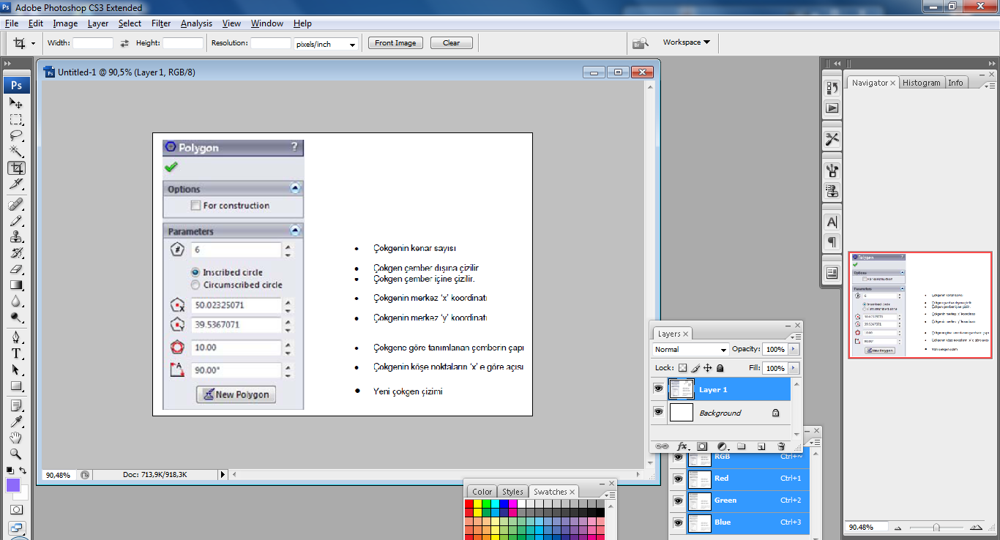 Ps Adobe Photoshop CS3 Extended
File Edit Image Layer Select Filter Analysis View Window Help
Width: Height: Resolution: pixels/inch Front Image Clear Br Workspace
Ps Untitled-1 @ 90,5% (Layer 1, RGB/8)
Ps
Navigator Histogram Info
Polygon ?
Options
For construction
Parameters
6 • Çokgenin kenar sayısı
Inscribed circle • Çokgen çember dışına çizilir
Circumscribed circle • Çokgen çember içine çizilir.
50.02325071 • Çokgenin merkez ‘x’ koordinatı
39.5367071 • Çokgenin merkez ‘y’ koordinatı
10.00 • Çokgene göre tanımlanan çemberin çapı
90.00° • Çokgenin köşe noktaların ‘x’ e göre açısı
New Polygon • Yeni çokgen çizimi
90,48% Doc: 713,9K/918,3K
Layers
Normal Opacity: 100%
Lock: Fill: 100%
Layer 1
Background
fx
RGB Ctrl+~
Red Ctrl+1
Green Ctrl+2
Blue Ctrl+3
Color Styles Swatches
90.48%